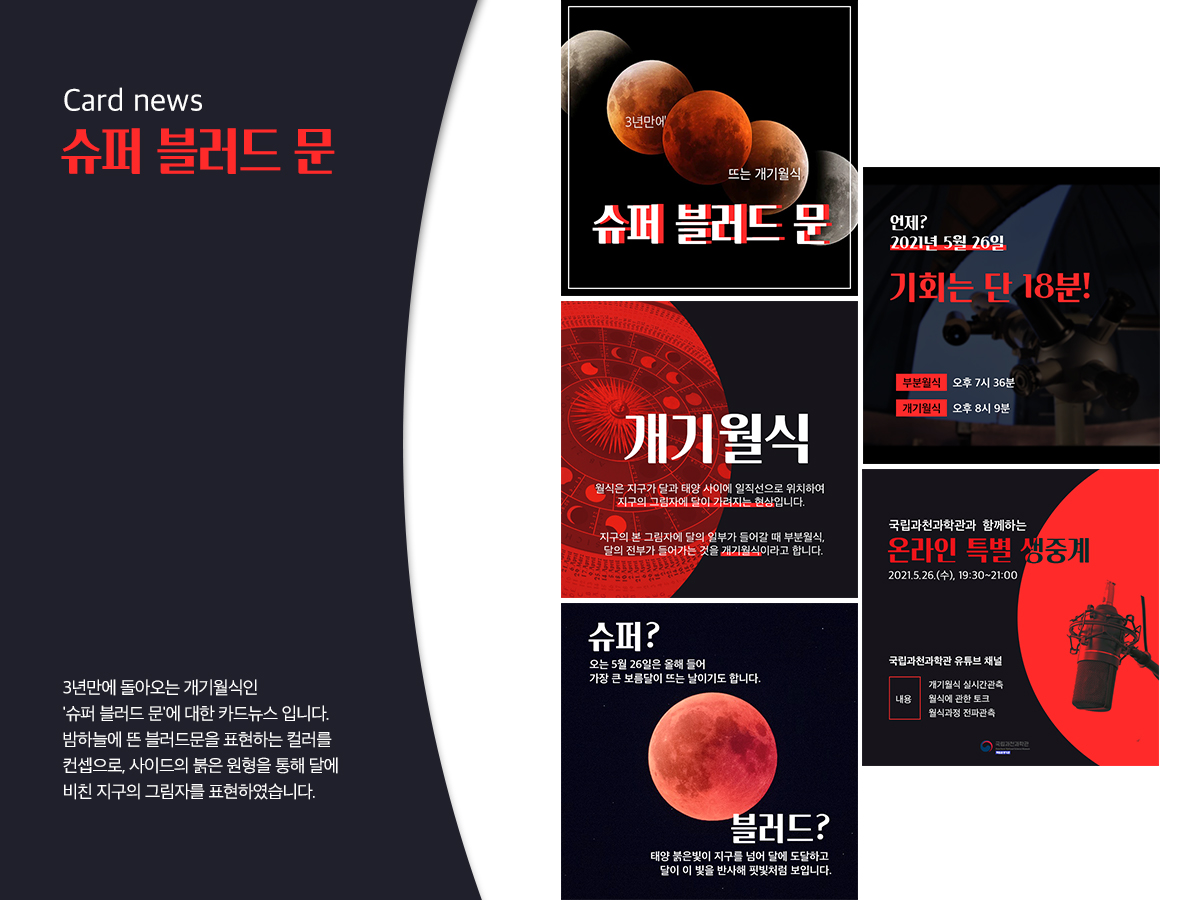 Card news
슈퍼 블러드 문
3년만에 돌아오는 개기월식인
'슈퍼 블러드 문'에 대한 카드뉴스 입니다.
밤하늘에 뜬 블러드문을 표현하는 컬러를
컨셉으로, 사이드의 붉은 원형을 통해 달에
비친 지구의 그림자를 표현하였습니다.
3년만에
뜨는 개기월식
슈퍼 블러드 문
개기월식
월식은 지구가 달과 태양 사이에 일직선으로 위치하여
지구의 그림자에 달이 가려지는 현상입니다.
지구의 본 그림자에 달의 일부가 들어갈 때 부분월식,
달의 전부가 들어가는 것을 개기월식이라고 합니다.
슈퍼?
오는 5월 26일은 올해 들어
가장 큰 보름달이 뜨는 날이기도 합니다.
블러드?
태양 붉은빛이 지구를 넘어 달에 도달하고
달이 이 빛을 반사해 핏빛처럼 보입니다.
언제?
2021년 5월 26일
기회는 단 18분!
부분월식 오후 7시 36분
개기월식 오후 8시 9분
국립과천과학관과 함께하는
온라인 특별 생중계
2021.5.26.(수), 19:30~21:00
국립과천과학관 유튜브 채널
내용
개기월식 실시간관측
월식에 관한 토크
월식과정 전파관측
국립과천과학관